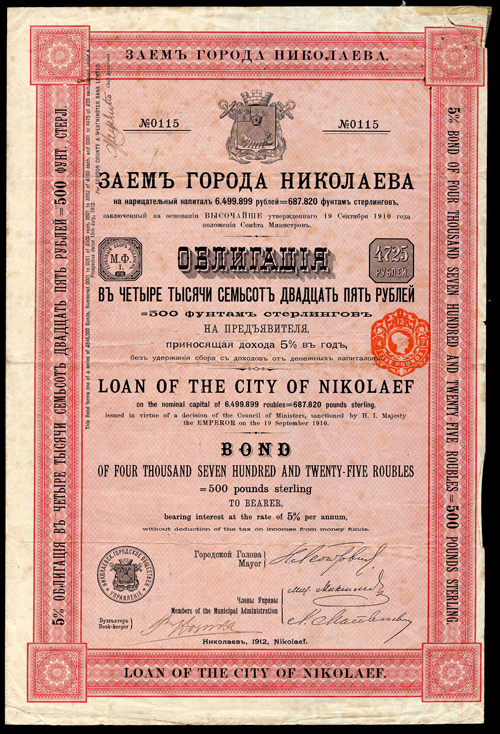 ЗАЕМЪ ГОРОДА НИКОЛАЕВА.
№0115
№0115
ЗАЕМЪ ГОРОДА НИКОЛАЕВА
на нарицательный капиталъ 6.499.899 рублей=687.820 фунтамъ стерлинговъ,
заключенный на основаніи ВЫСОЧАЙШЕ утвержденнаго 19 Сентября 1910 года
положенія Совѣта Министровъ.
М.Ф.
ОБЛИГАЦІЯ
4725
РУБЛЕЙ.
ВЪ ЧЕТЫРЕ ТЫСЯЧИ СЕМЬСОТЪ ДВАДЦАТЬ ПЯТЬ РУБЛЕЙ
=500 ФУНТАМЪ СТЕРЛИНГОВЪ
НА ПРЕДЪЯВИТЕЛЯ,
приносящая дохода 5% въ годъ,
безъ удержанія сбора съ доходовъ отъ денежныхъ капиталовъ.
LOAN OF THE CITY OF NIKOLAEF
on the nominal capital of 6.499.899 roubles=687.820 pounds sterling.
issued in virtue of a decision of the Council of Ministers, sanctioned by H. I. Majesty
the EMPEROR on the 19 September 1910.
BOND
OF FOUR THOUSAND SEVEN HUNDRED AND TWENTY-FIVE ROUBLES
=500 pounds sterling
TO BEARER,
bearing interest at the rate of 5% per annum,
without deduction of the tax on incomes from money funds.
Городской Голова
Mayor
Члены Управы
Members of the Municipal Administration
Бухгалтеръ
Book-keeper
НИКОЛАЕВСКОЕ ГОРОДСКОЕ ОБЩЕСТВЕН.
УПРАВЛЕНІЕ
Николаевъ, 1912, Nikolaef.
LOAN OF THE CITY OF NIKOLAEF.
5% ОБЛИГАЦІЯ ВЪ ЧЕТЫРЕ ТЫСЯЧИ СЕМЬСОТЪ ДВАДЦАТЬ ПЯТЬ РУБЛЕЙ = 500 ФУНТ. СТЕРЛ.
5% BOND OF FOUR THOUSAND SEVEN HUNDRED AND TWENTY-FIVE ROUBLES = 500 POUNDS STERLING.